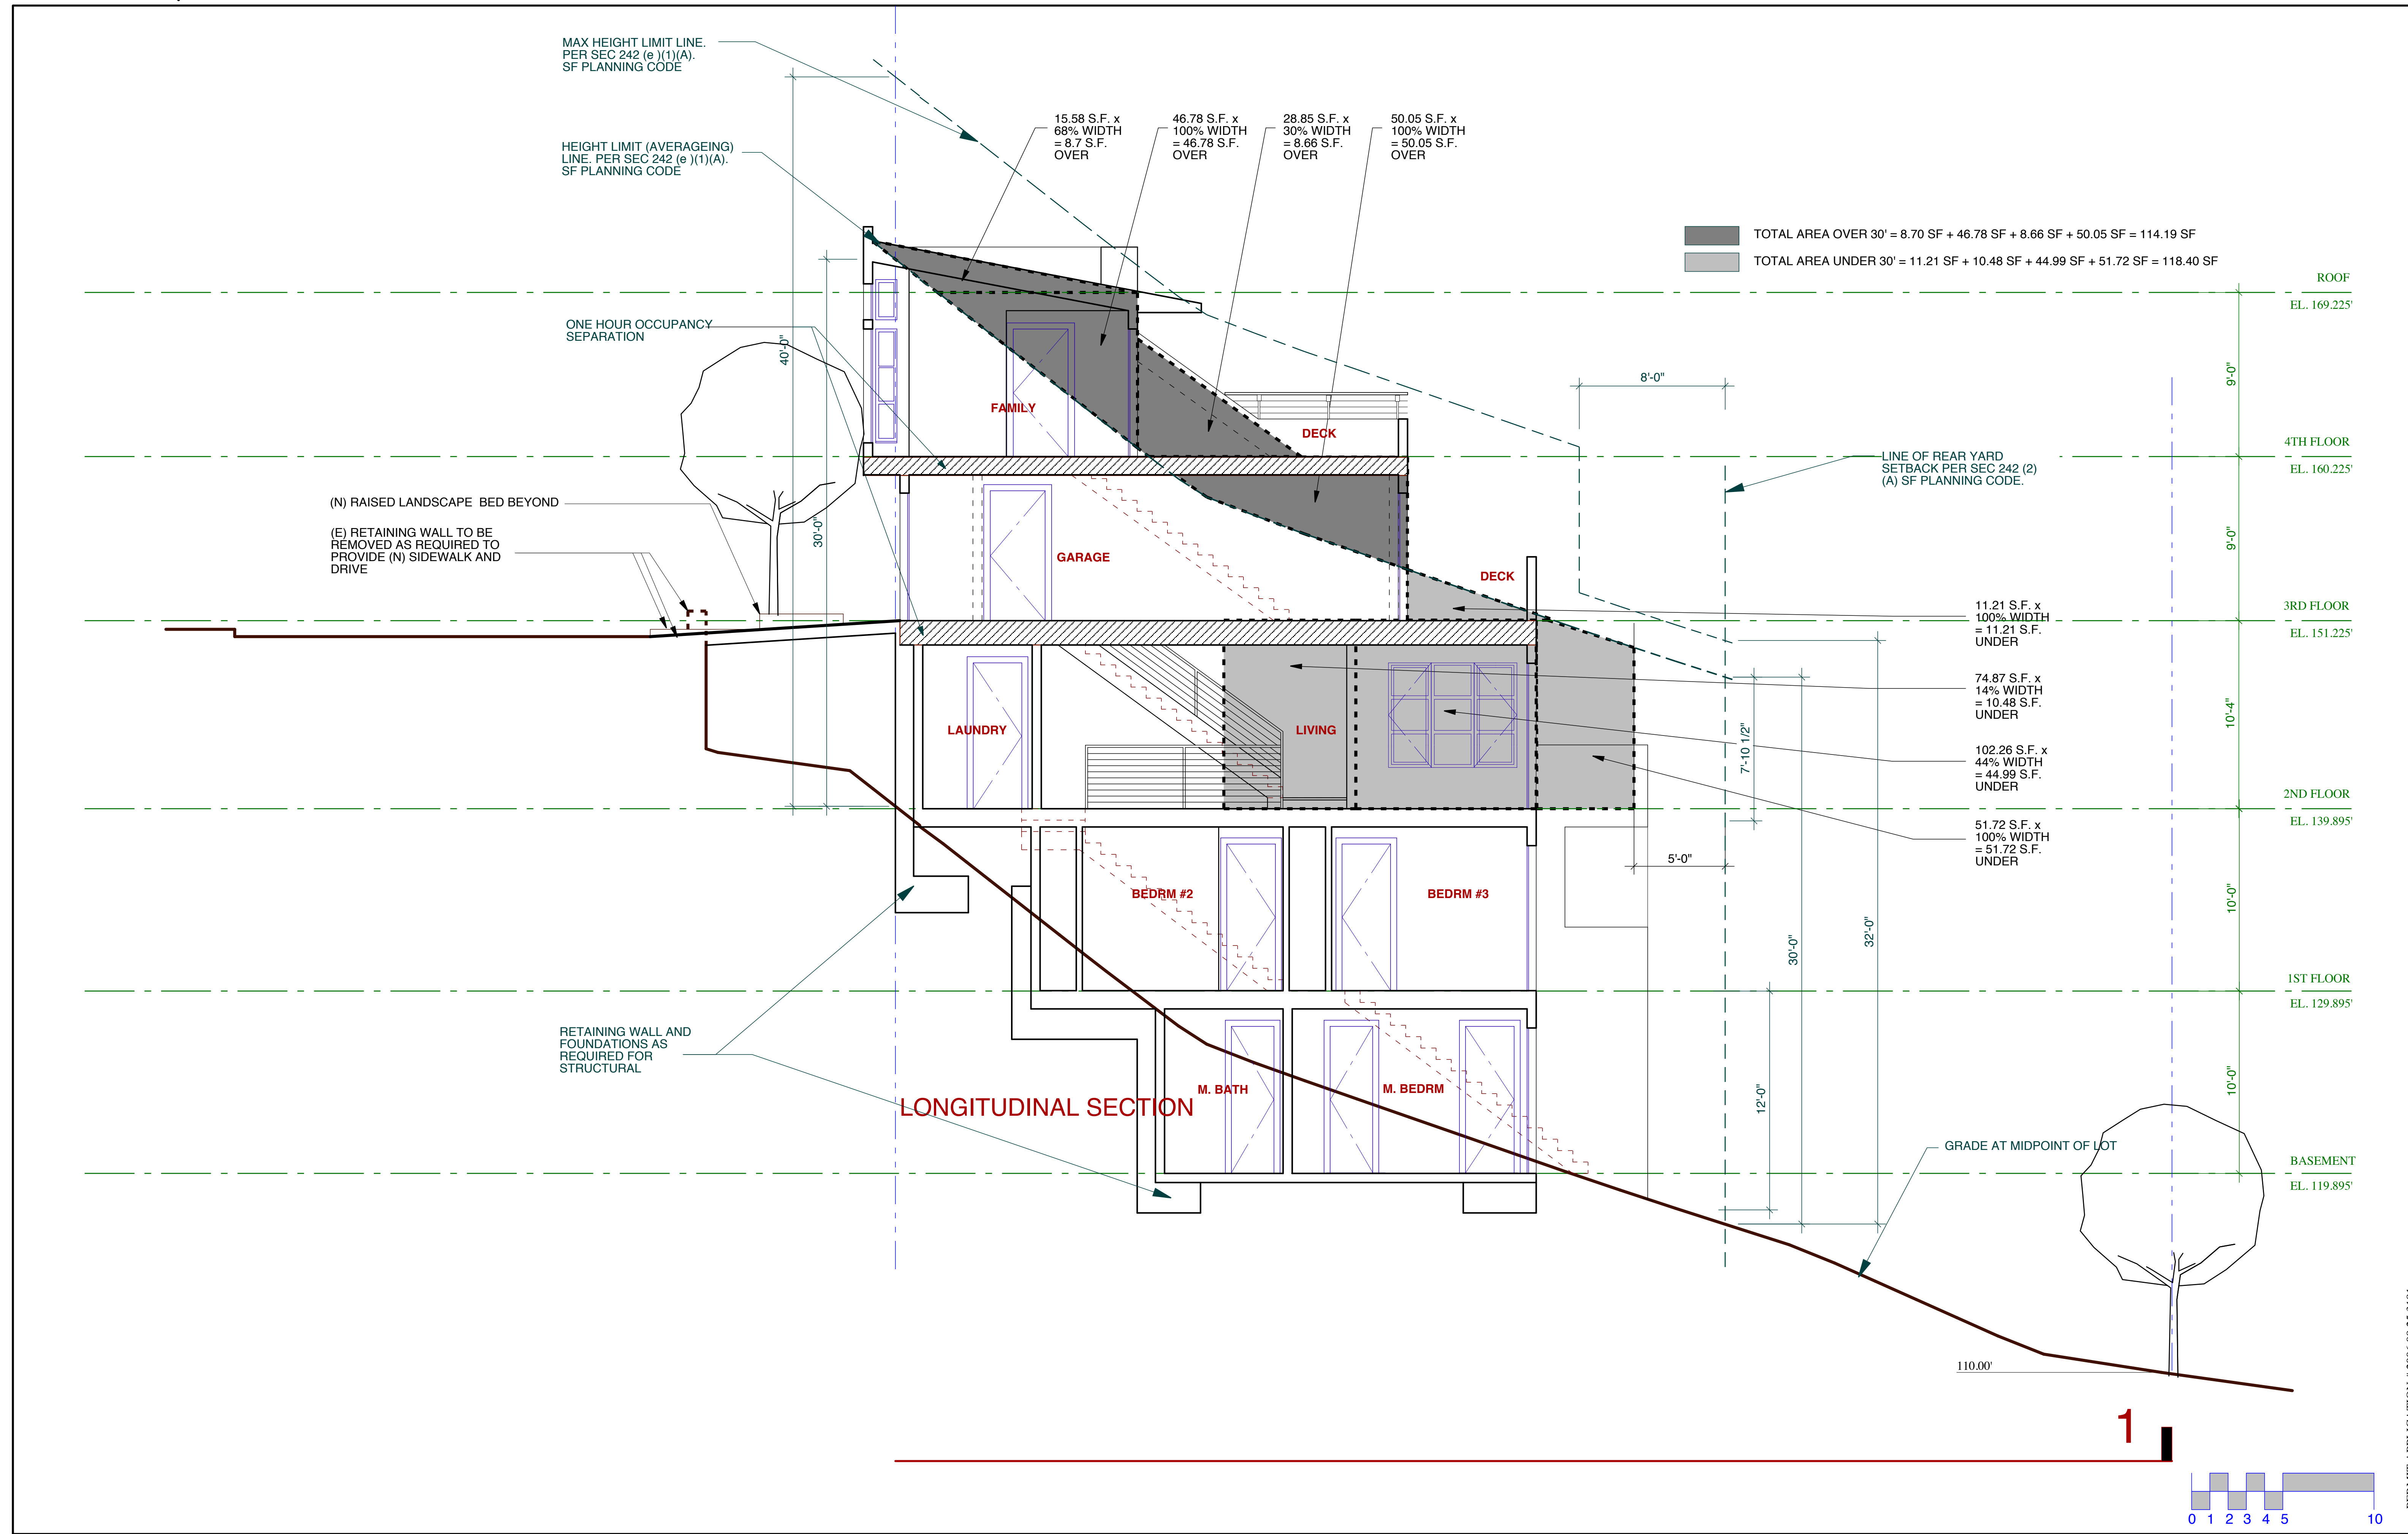 MAX HEIGHT LIMIT LINE.
PER SEC 242 (e )(1)(A).
SF PLANNING CODE
HEIGHT LIMIT (AVERAGEING)
LINE. PER SEC 242 (e )(1)(A).
SF PLANNING CODE
15.58 S.F. x
68% WIDTH
= 8.7 S.F.
OVER
46.78 S.F. x
100% WIDTH
= 46.78 S.F.
OVER
28.85 S.F. x
30% WIDTH
= 8.66 S.F.
OVER
50.05 S.F. x
100% WIDTH
= 50.05 S.F.
OVER
TOTAL AREA OVER 30' = 8.70 SF + 46.78 SF + 8.66 SF + 50.05 SF = 114.19 SF
TOTAL AREA UNDER 30' = 11.21 SF + 10.48 SF + 44.99 SF + 51.72 SF = 118.40 SF
ROOF
EL. 169.225'
ONE HOUR OCCUPANCY
SEPARATION
40'-0"
9'-0"
8'-0"
FAMILY
DECK
4TH FLOOR
EL. 160.225'
LINE OF REAR YARD
SETBACK PER SEC 242 (2)
(A) SF PLANNING CODE.
(N) RAISED LANDSCAPE BED BEYOND
(E) RETAINING WALL TO BE
REMOVED AS REQUIRED TO
PROVIDE (N) SIDEWALK AND
DRIVE
30'-0"
GARAGE
DECK
9'-0"
3RD FLOOR
EL. 151.225'
11.21 S.F. x
100% WIDTH
= 11.21 S.F.
UNDER
74.87 S.F. x
14% WIDTH
= 10.48 S.F.
UNDER
LAUNDRY
LIVING
7'-10 1/2"
10'-4"
102.26 S.F. x
44% WIDTH
= 44.99 S.F.
UNDER
2ND FLOOR
EL. 139.895'
51.72 S.F. x
100% WIDTH
= 51.72 S.F.
UNDER
5'-0"
BEDRM #2
BEDRM #3
30'-0"
32'-0"
10'-0"
1ST FLOOR
EL. 129.895'
RETAINING WALL AND
FOUNDATIONS AS
REQUIRED FOR
STRUCTURAL
M. BATH
M. BEDRM
12'-0"
10'-0"
LONGITUDINAL SECTION
GRADE AT MIDPOINT OF LOT
BASEMENT
EL. 119.895'
110.00'
1
0 1 2 3 4 5 10